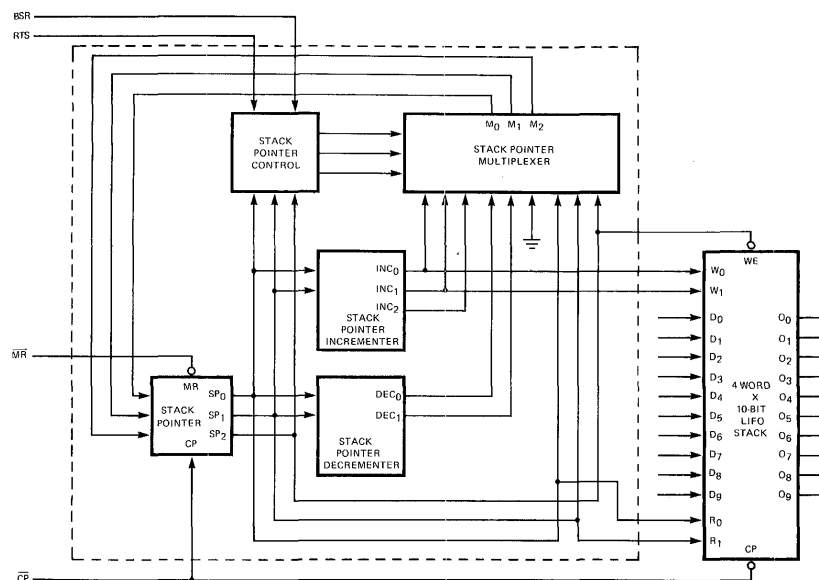 BSR
RTS
M0 M1 M2
STACK
POINTER
CONTROL
STACK POINTER
MULTIPLEXER
WE
INC0
INC1
INC2
STACK
POINTER
INCREMENTER
W0
W1
D0
D1
D2
D3
D4
D5
D6
D7
D8
D9
R0
R1
CP
4 WORD
X
10-BIT
LIFO
STACK
O0
O1
O2
O3
O4
O5
O6
O7
O8
O9
MR
MR
STACK
POINTER
CP
SP0
SP1
SP2
DEC0
DEC1
STACK
POINTER
DECREMENTER
CP